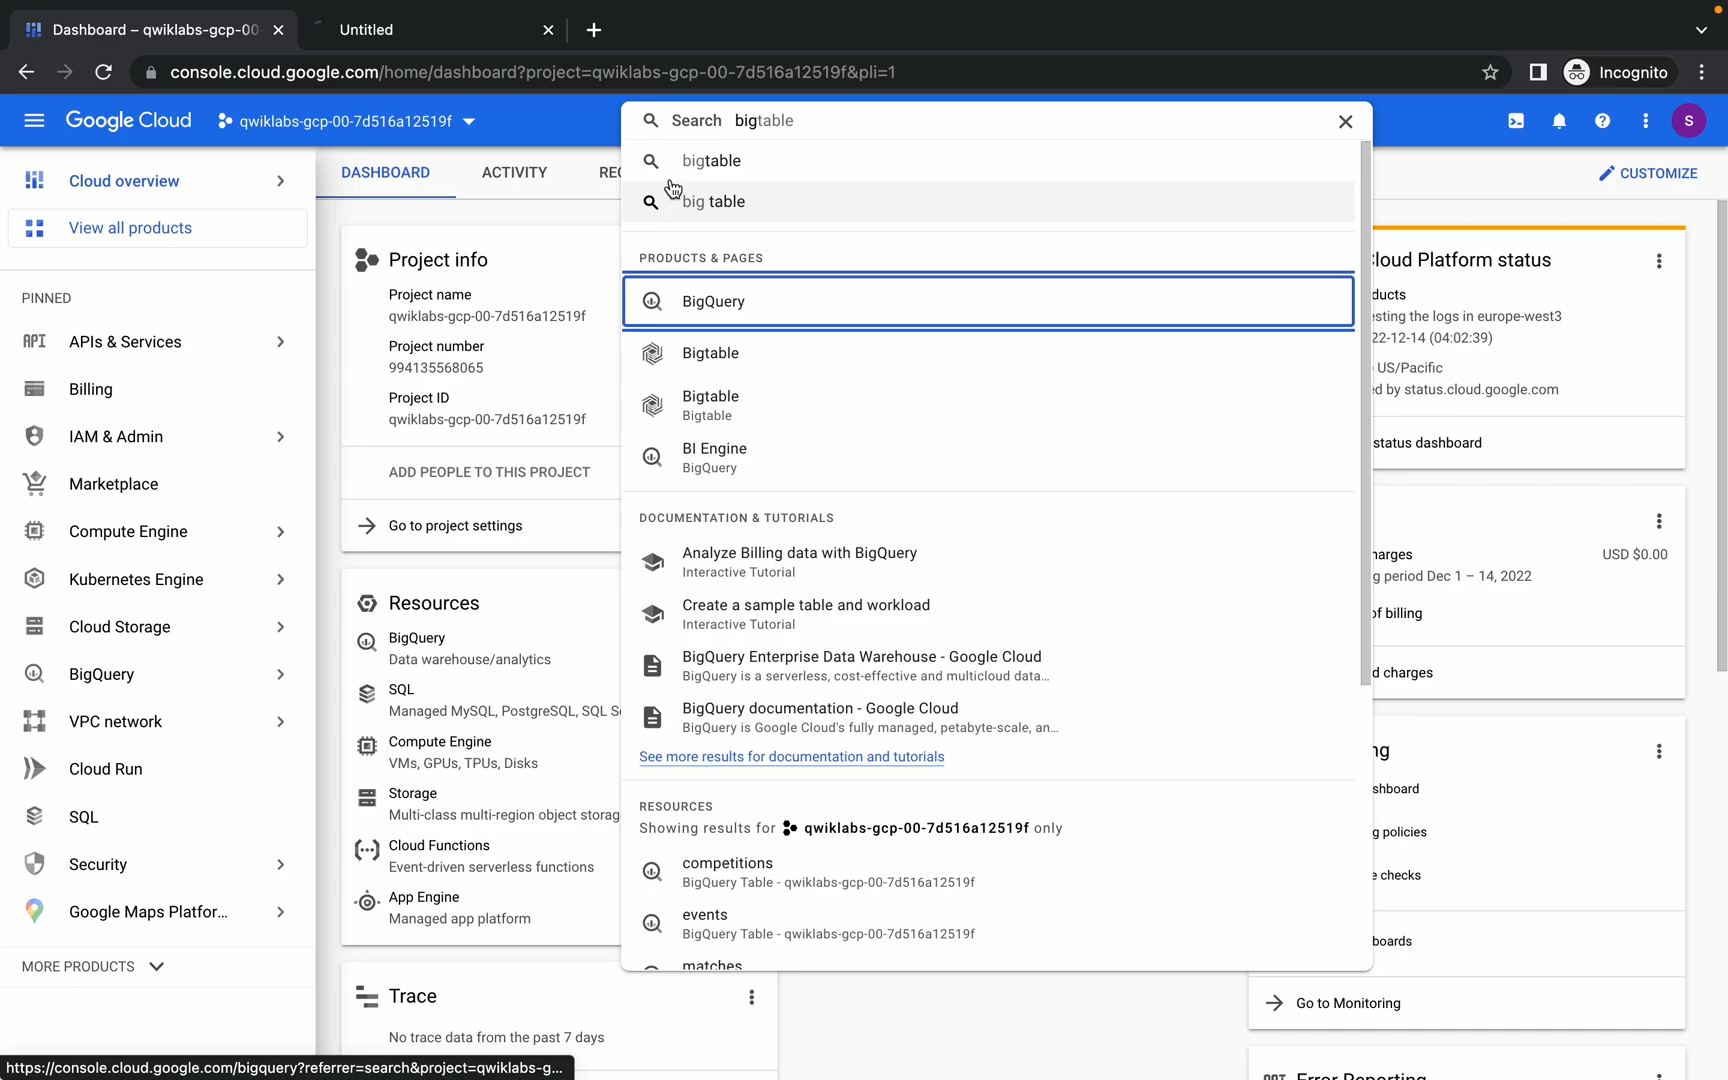 Dashboard – qwiklabs-gcp-00
Untitled
console.cloud.google.com/home/dashboard?project=qwiklabs-gcp-00-7d516a12519f&pli=1
Incognito
Google Cloud
qwiklabs-gcp-00-7d516a12519f
Search bigtable
S
Cloud overview
View all products
PINNED
API APIs & Services
Billing
IAM & Admin
Marketplace
Compute Engine
Kubernetes Engine
Cloud Storage
BigQuery
VPC network
Cloud Run
SQL
Security
Google Maps Platfor...
MORE PRODUCTS
DASHBOARD
ACTIVITY
CUSTOMIZE
Project info
Project name
qwiklabs-gcp-00-7d516a12519f
Project number
994135568065
Project ID
qwiklabs-gcp-00-7d516a12519f
ADD PEOPLE TO THIS PROJECT
Go to project settings
Resources
BigQuery
Data warehouse/analytics
SQL
Managed MySQL, PostgreSQL, SQL
Compute Engine
VMs, GPUs, TPUs, Disks
Storage
Multi-class multi-region object
Cloud Functions
Event-driven serverless functions
App Engine
Managed app platform
Trace
No trace data from the past 7 days
bigtable
big table
PRODUCTS & PAGES
BigQuery
Bigtable
Bigtable
Bigtable
BI Engine
BigQuery
DOCUMENTATION & TUTORIALS
Analyze Billing data with BigQuery
Interactive Tutorial
Create a sample table and workload
Interactive Tutorial
BigQuery Enterprise Data Warehouse - Google Cloud
BigQuery is a serverless, cost-effective and multicloud data...
BigQuery documentation - Google Cloud
BigQuery is Google Cloud's fully managed, petabyte-scale, an...
See more results for documentation and tutorials
RESOURCES
Showing results for qwiklabs-gcp-00-7d516a12519f only
competitions
BigQuery Table - qwiklabs-gcp-00-7d516a12519f
events
BigQuery Table - qwiklabs-gcp-00-7d516a12519f
matches
Platform status
the logs in europe-west3
(04:02:39)
US/Pacific
by status.cloud.google.com
status dashboard
USD $0.00
period Dec 1 – 14, 2022
of billing
charges
policies
checks
Go to Monitoring
Error Reporting
https://console.cloud.google.com/bigquery?referrer=search&project=qwiklabs-g...